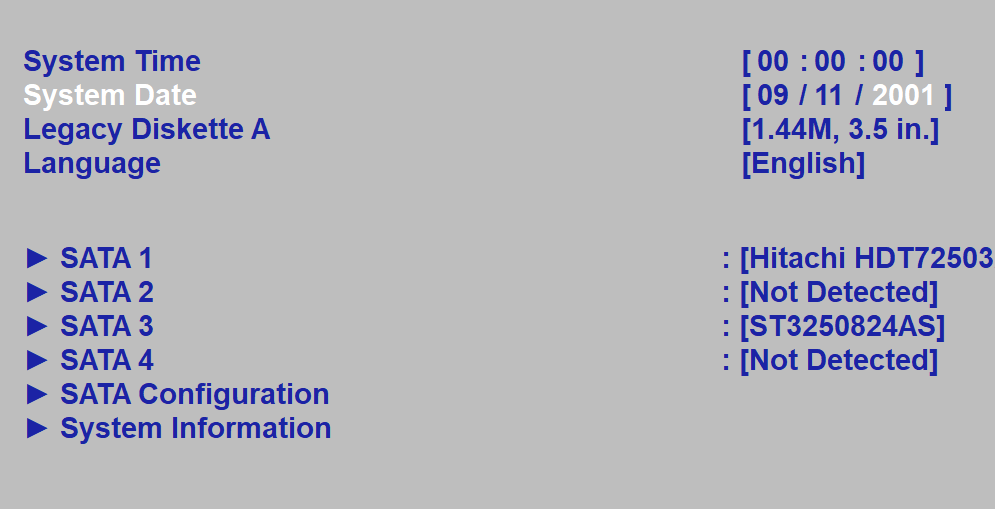 System Time [ 00 : 00 : 00 ]
System Date [ 09 / 11 / 2001 ]
Legacy Diskette A [1.44M, 3.5 in.]
Language [English]
► SATA 1 : [Hitachi HDT72503
► SATA 2 : [Not Detected]
► SATA 3 : [ST3250824AS]
► SATA 4 : [Not Detected]
► SATA Configuration
► System Information